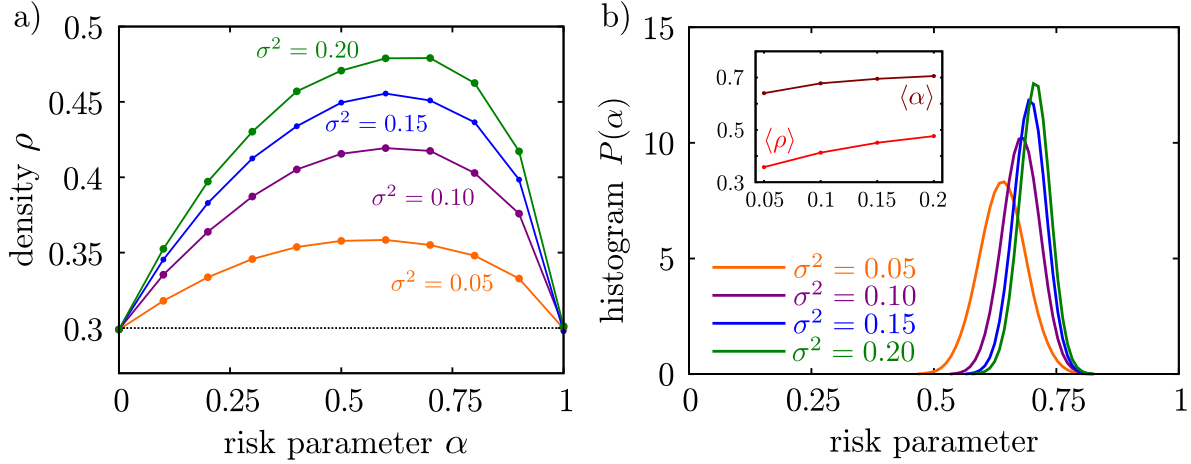 a)
density ρ
0.5
0.45
0.4
0.35
0.3
σ² = 0.20
σ² = 0.15
σ² = 0.10
σ² = 0.05
0
0.25
0.5
0.75
1
risk parameter α
b)
histogram P(α)
15
10
5
0
0.7
0.5
0.3
⟨α⟩
⟨ρ⟩
0.05
0.1
0.15
0.2
σ² = 0.05
σ² = 0.10
σ² = 0.15
σ² = 0.20
0
0.25
0.5
0.75
1
risk parameter